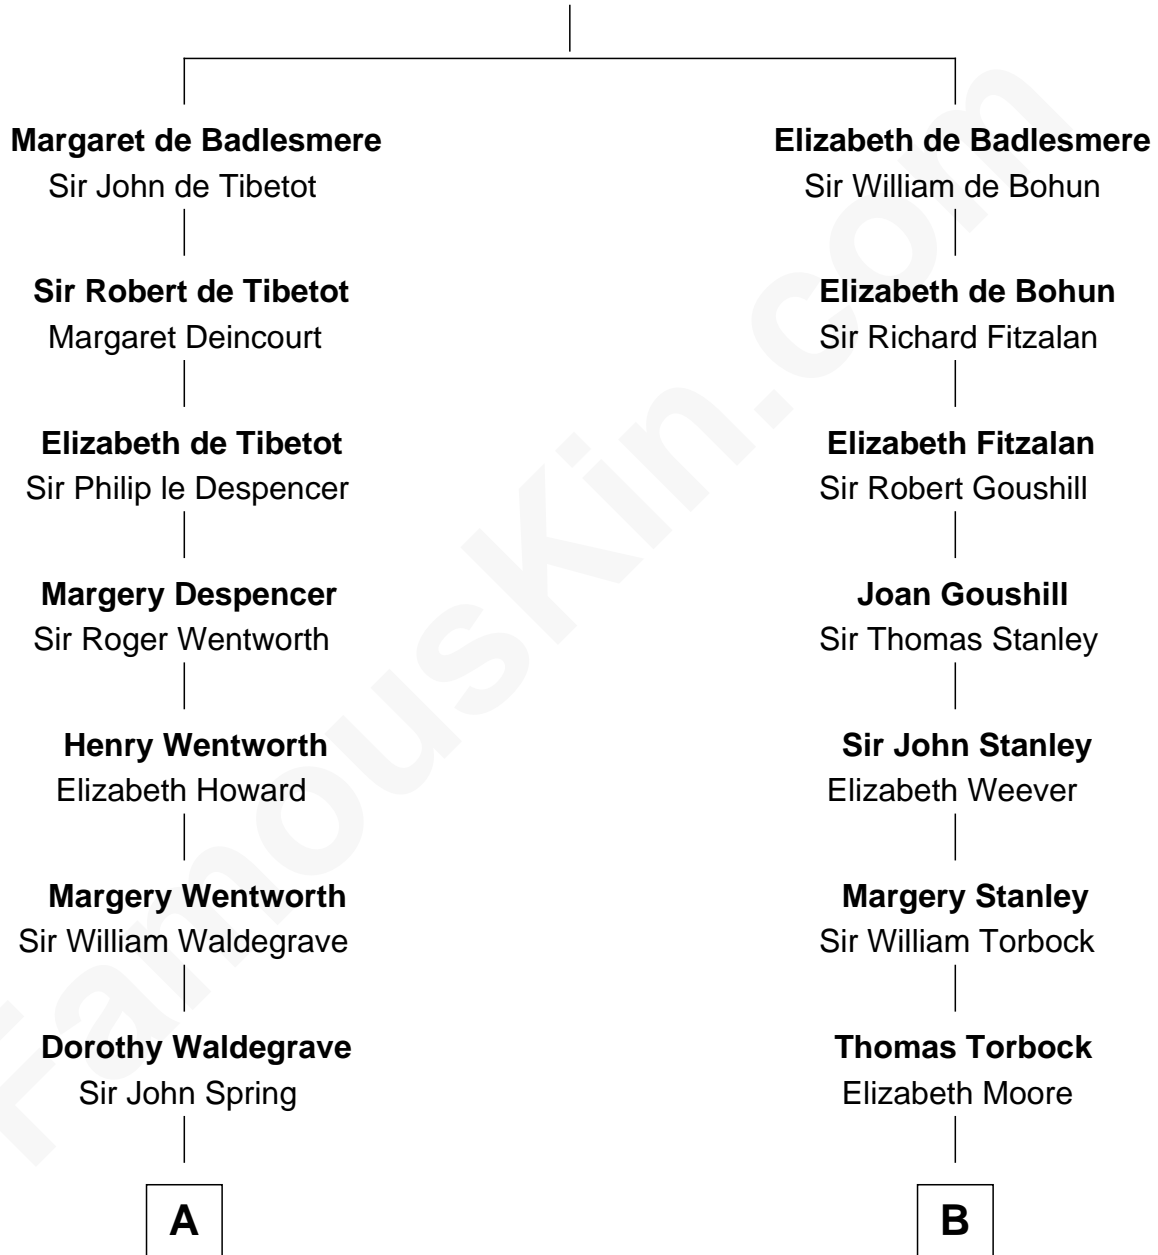 Margaret de Badlesmere
Sir John de Tibetot
Elizabeth de Badlesmere
Sir William de Bohun
Sir Robert de Tibetot
Margaret Deincourt
Elizabeth de Bohun
Sir Richard Fitzalan
Elizabeth de Tibetot
Sir Philip le Despencer
Elizabeth Fitzalan
Sir Robert Goushill
Margery Despencer
Sir Roger Wentworth
Joan Goushill
Sir Thomas Stanley
Henry Wentworth
Elizabeth Howard
Sir John Stanley
Elizabeth Weever
Margery Wentworth
Sir William Waldegrave
Margery Stanley
Sir William Torbock
Dorothy Waldegrave
Sir John Spring
Thomas Torbock
Elizabeth Moore
A
B
FamousKin.com